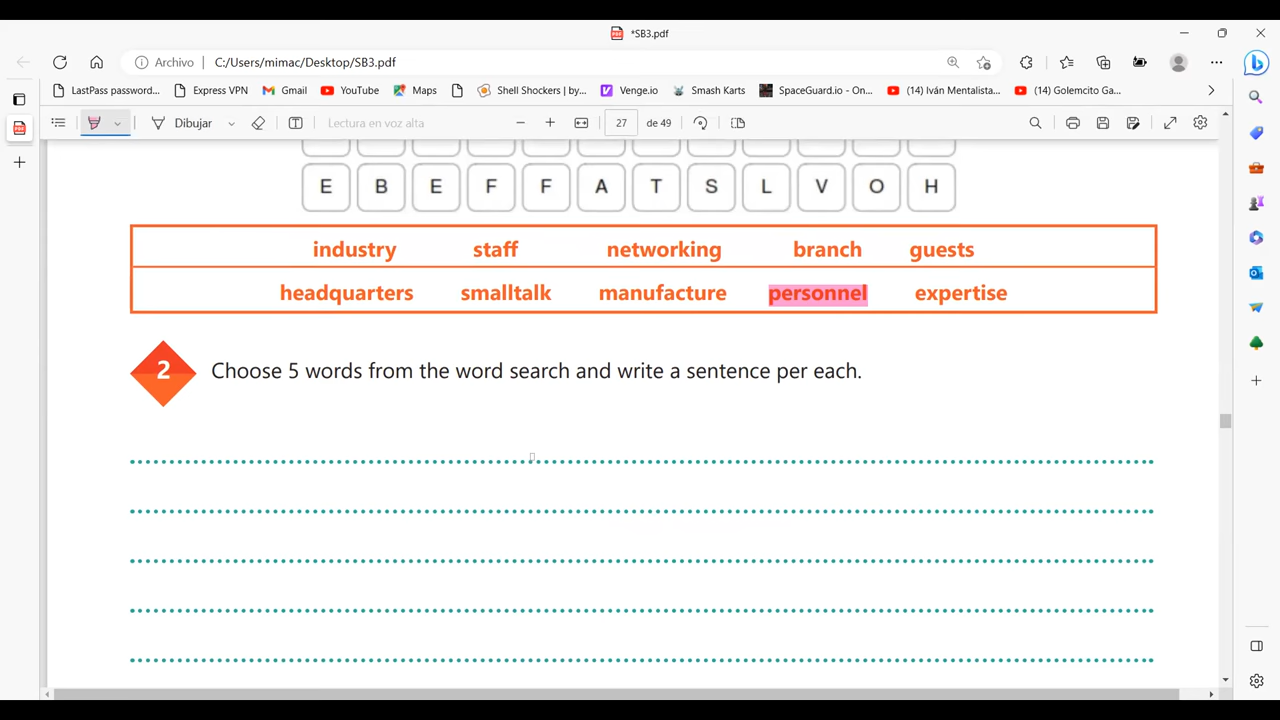 *SB3.pdf
Archivo C:/Users/mimac/Desktop/SB3.pdf
LastPass password... Express VPN Gmail YouTube Maps Shell Shockers | by... Venge.io Smash Karts SpaceGuard.io - On... (14) Iván Mentalista... (14) Golemcito Ga...
Dibujar Lectura en voz alta 27 de 49
E B E F F A T S L V O H
industry staff networking branch guests
headquarters smalltalk manufacture personnel expertise
2 Choose 5 words from the word search and write a sentence per each.